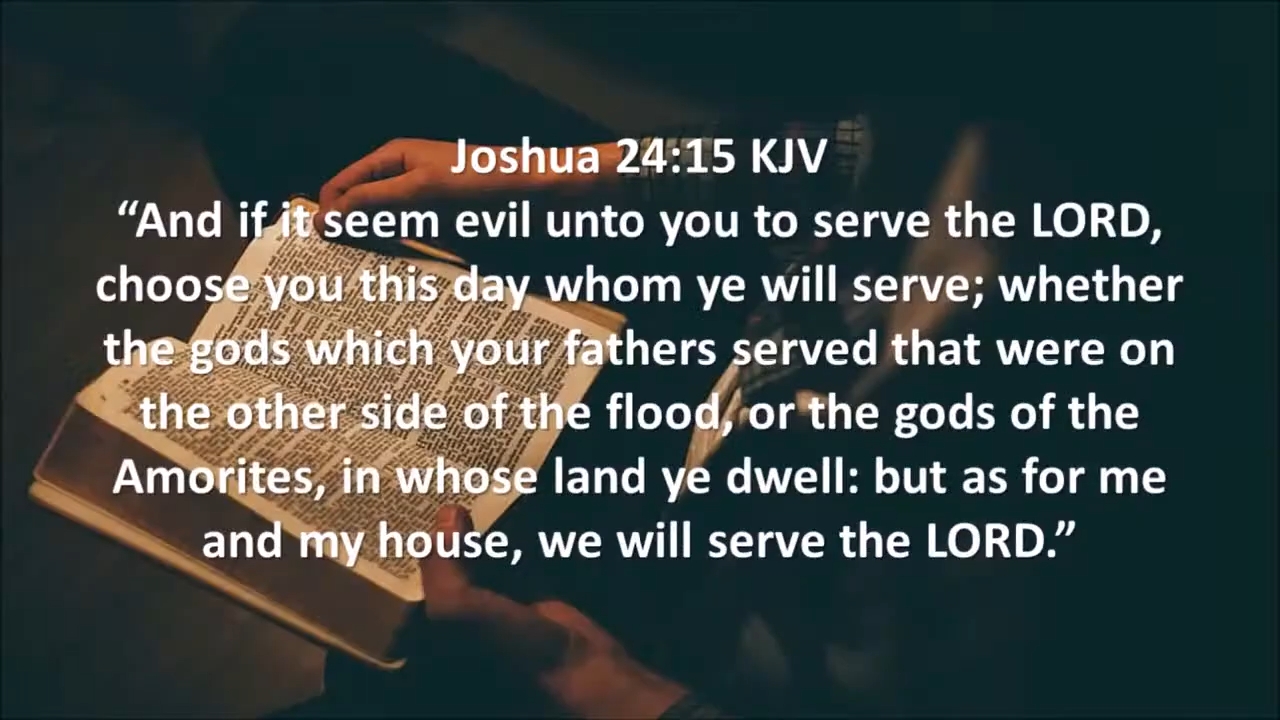 Joshua 24:15 KJV
“And if it seem evil unto you to serve the LORD,
choose you this day whom ye will serve; whether
the gods which your fathers served that were on
the other side of the flood, or the gods of the
Amorites, in whose land ye dwell: but as for me
and my house, we will serve the LORD.”